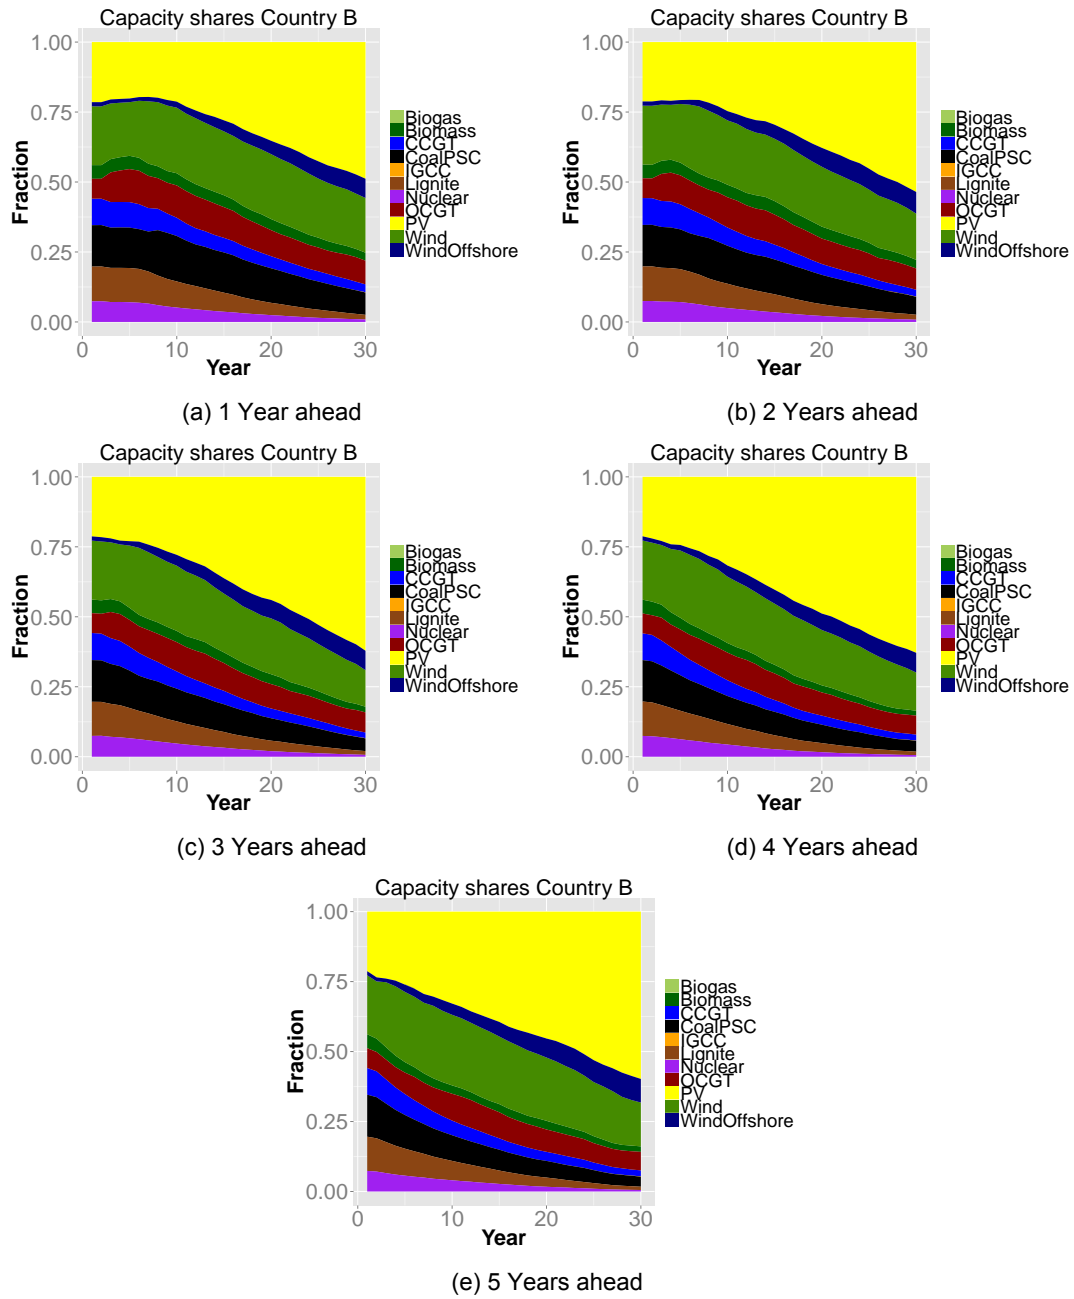 Capacity shares Country B
1.00
0.75
0.50
0.25
0.00
Fraction
0 10 20 30
Year
Biogas
Biomass
CCGT
CoalPSC
IGCC
Lignite
Nuclear
OCGT
PV
Wind
WindOffshore
(a) 1 Year ahead
Capacity shares Country B
1.00
0.75
0.50
0.25
0.00
Fraction
0 10 20 30
Year
Biogas
Biomass
CCGT
CoalPSC
IGCC
Lignite
Nuclear
OCGT
PV
Wind
WindOffshore
(b) 2 Years ahead
Capacity shares Country B
1.00
0.75
0.50
0.25
0.00
Fraction
0 10 20 30
Year
Biogas
Biomass
CCGT
CoalPSC
IGCC
Lignite
Nuclear
OCGT
PV
Wind
WindOffshore
(c) 3 Years ahead
Capacity shares Country B
1.00
0.75
0.50
0.25
0.00
Fraction
0 10 20 30
Year
Biogas
Biomass
CCGT
CoalPSC
IGCC
Lignite
Nuclear
OCGT
PV
Wind
WindOffshore
(d) 4 Years ahead
Capacity shares Country B
1.00
0.75
0.50
0.25
0.00
Fraction
0 10 20 30
Year
Biogas
Biomass
CCGT
CoalPSC
IGCC
Lignite
Nuclear
OCGT
PV
Wind
WindOffshore
(e) 5 Years ahead